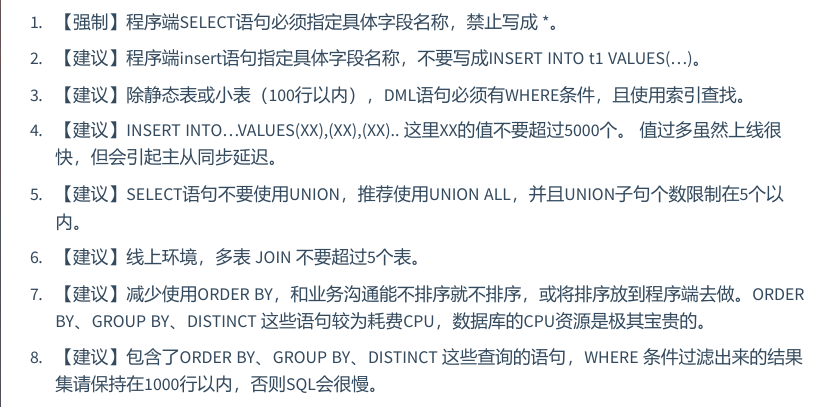 1. 【强制】程序端SELECT语句必须指定具体字段名称，禁止写成 *。
2. 【建议】程序端insert语句指定具体字段名称，不要写成INSERT INTO t1 VALUES(…)。
3. 【建议】除静态表或小表（100行以内），DML语句必须有WHERE条件，且使用索引查找。
4. 【建议】INSERT INTO…VALUES(XX),(XX),(XX).. 这里XX的值不要超过5000个。 值过多虽然上线很
快，但会引起主从同步延迟。
5. 【建议】SELECT语句不要使用UNION，推荐使用UNION ALL，并且UNION子句个数限制在5个以
内。
6. 【建议】线上环境，多表 JOIN 不要超过5个表。
7. 【建议】减少使用ORDER BY，和业务沟通能不排序就不排序，或将排序放到程序端去做。ORDER
BY、GROUP BY、DISTINCT 这些语句较为耗费CPU，数据库的CPU资源是极其宝贵的。
8. 【建议】包含了ORDER BY、GROUP BY、DISTINCT 这些查询的语句，WHERE 条件过滤出来的结果
集请保持在1000行以内，否则SQL会很慢。